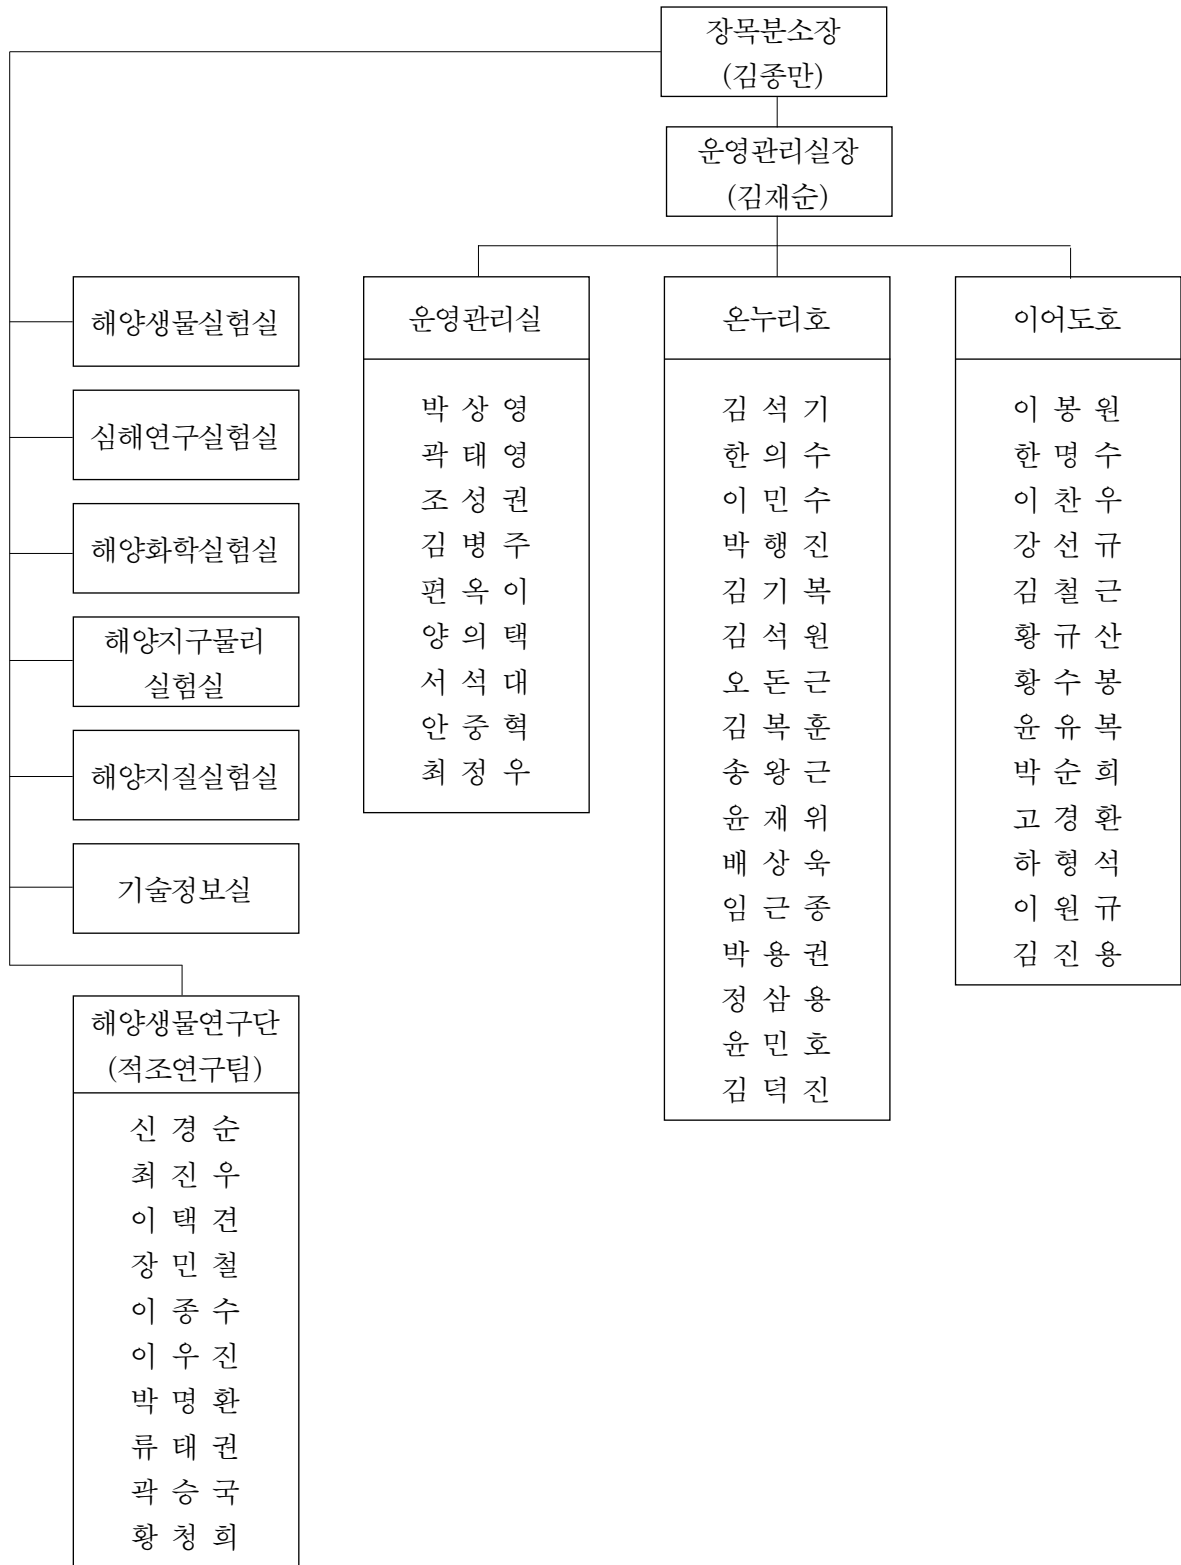 장목분소장
(김종만)
운영관리실장
(김재순)
해양생물실험실
심해연구실험실
해양화학실험실
해양지구물리
실험실
해양지질실험실
기술정보실
해양생물연구단
(적조연구팀)
신 경 순
최 진 우
이 택 견
장 민 철
이 종 수
이 우 진
박 명 환
류 태 권
곽 승 국
황 청 희
운영관리실
박 상 영
곽 태 영
조 성 권
김 병 주
편 옥 이
양 의 택
서 석 대
안 중 혁
최 정 우
온누리호
김 석 기
한 의 수
이 민 수
박 행 진
김 기 복
김 석 원
오 돈 근
김 복 훈
송 왕 근
윤 재 위
배 상 욱
임 근 종
박 용 권
정 삼 용
윤 민 호
김 덕 진
이어도호
이 봉 원
한 명 수
이 찬 우
강 선 규
김 철 근
황 규 산
황 수 봉
윤 유 복
박 순 희
고 경 환
하 형 석
이 원 규
김 진 용